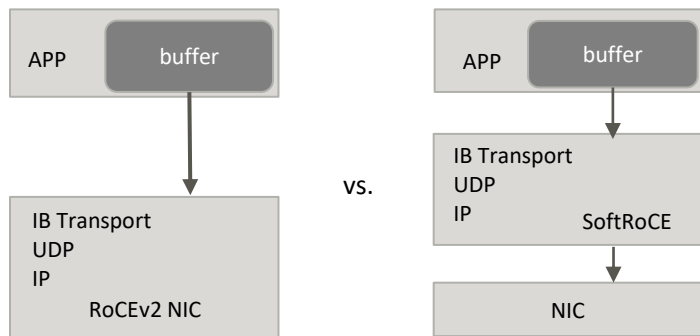 APP
buffer
IB Transport
UDP
IP
RoCEv2 NIC
vs.
APP
buffer
IB Transport
UDP
IP
SoftRoCE
NIC